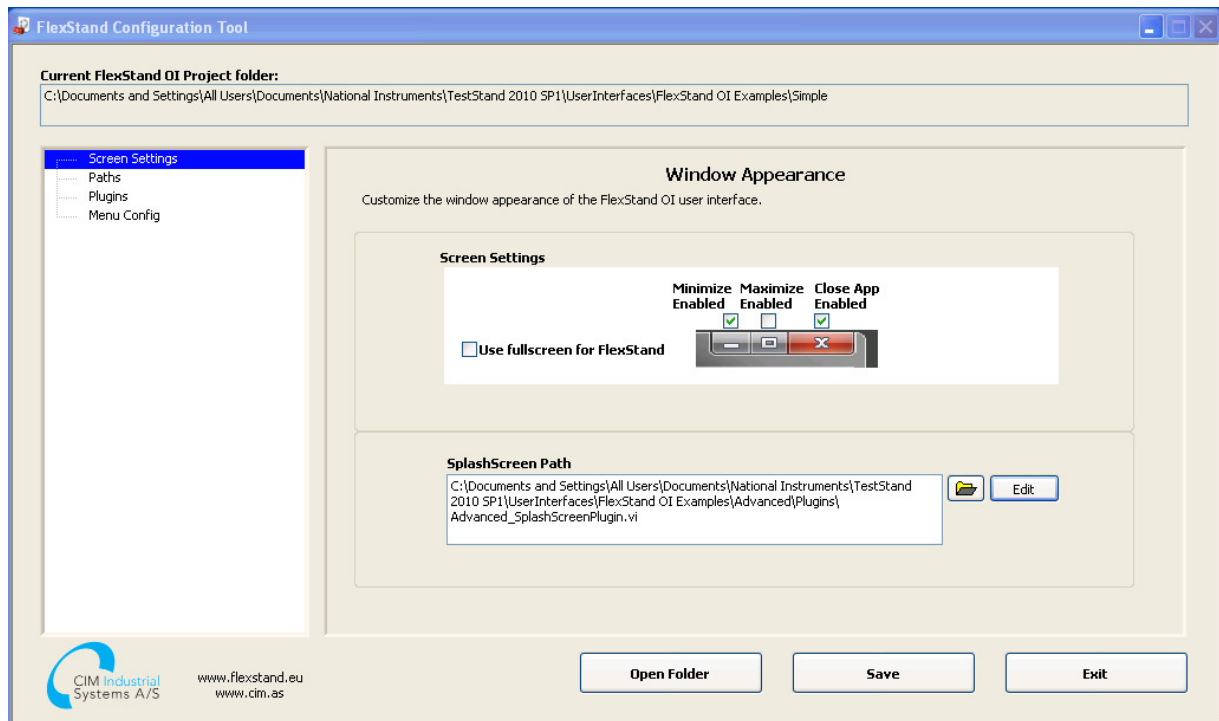 FlexStand Configuration Tool
Current FlexStand OI Project folder:
C:\Documents and Settings\All Users\Documents\National Instruments\TestStand 2010 SP1\UserInterfaces\FlexStand OI Examples\Simple
Screen Settings
Paths
Plugins
Menu Config
Window Appearance
Customize the window appearance of the FlexStand OI user interface.
Screen Settings
Minimize Maximize Close App
Enabled Enabled Enabled
Use fullscreen for FlexStand
SplashScreen Path
C:\Documents and Settings\All Users\Documents\National Instruments\TestStand
2010 SP1\UserInterfaces\FlexStand OI Examples\Advanced\Plugins\
Advanced_SplashScreenPlugin.vi
Edit
CIM Industrial
Systems A/S
www.flexstand.eu
www.cim.as
Open Folder
Save
Exit